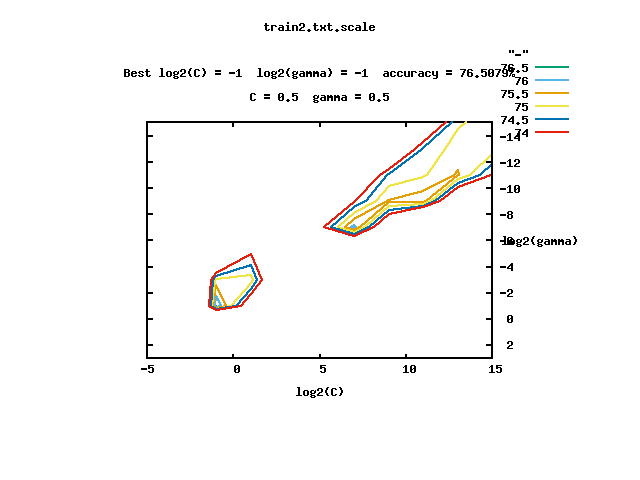 train2.txt.scale
"-"
Best log2(C) = -1 log2(gamma) = -1 accuracy = 76.5079%
76.5
76
75.5
C = 0.5 gamma = 0.5
75
74.5
74
-14
-12
-10
-8
-6
log2(gamma)
-4
-2
0
2
-5 0 5 10 15
log2(C)